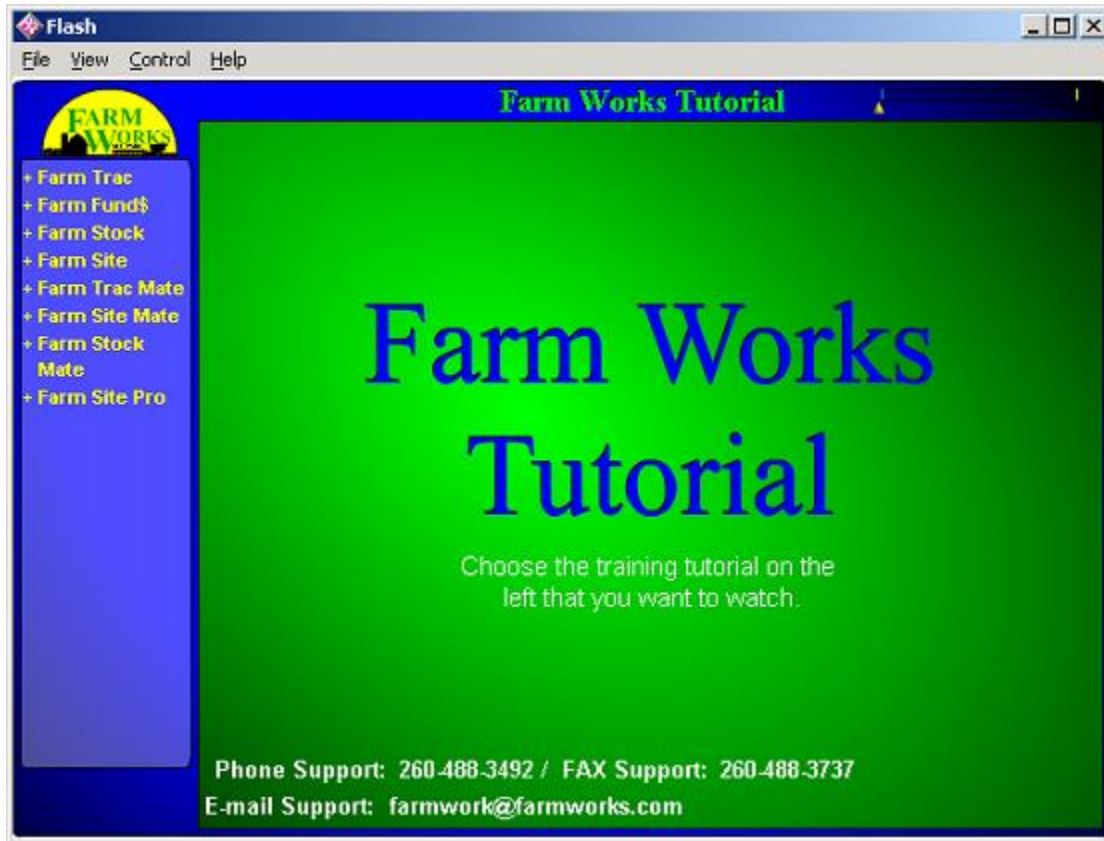 Flash
File View Control Help
FARM
WORKS
Farm Works Tutorial
+ Farm Trac
+ Farm Fund$
+ Farm Stock
+ Farm Site
+ Farm Trac Mate
+ Farm Site Mate
+ Farm Stock
Mate
+ Farm Site Pro
Farm Works
Tutorial
Choose the training tutorial on the
left that you want to watch.
Phone Support: 260-488-3492 / FAX Support: 260-488-3737
E-mail Support: farmwork@farmworks.com